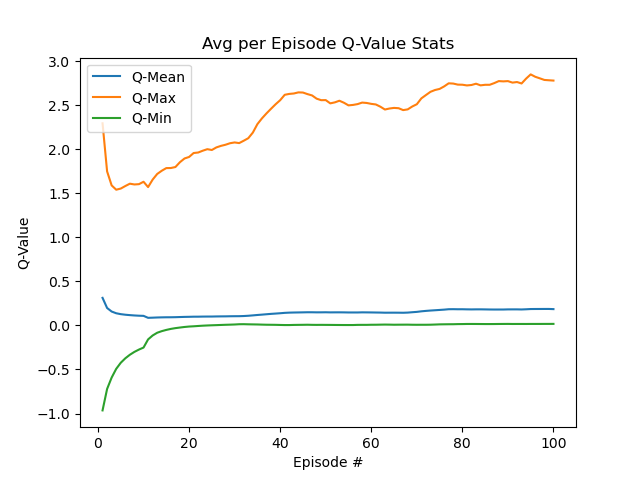 Avg per Episode Q-Value Stats
Q-Mean
Q-Max
Q-Min
3.0
2.5
2.0
1.5
1.0
0.5
0.0
−0.5
−1.0
Q-Value
0 20 40 60 80 100
Episode #